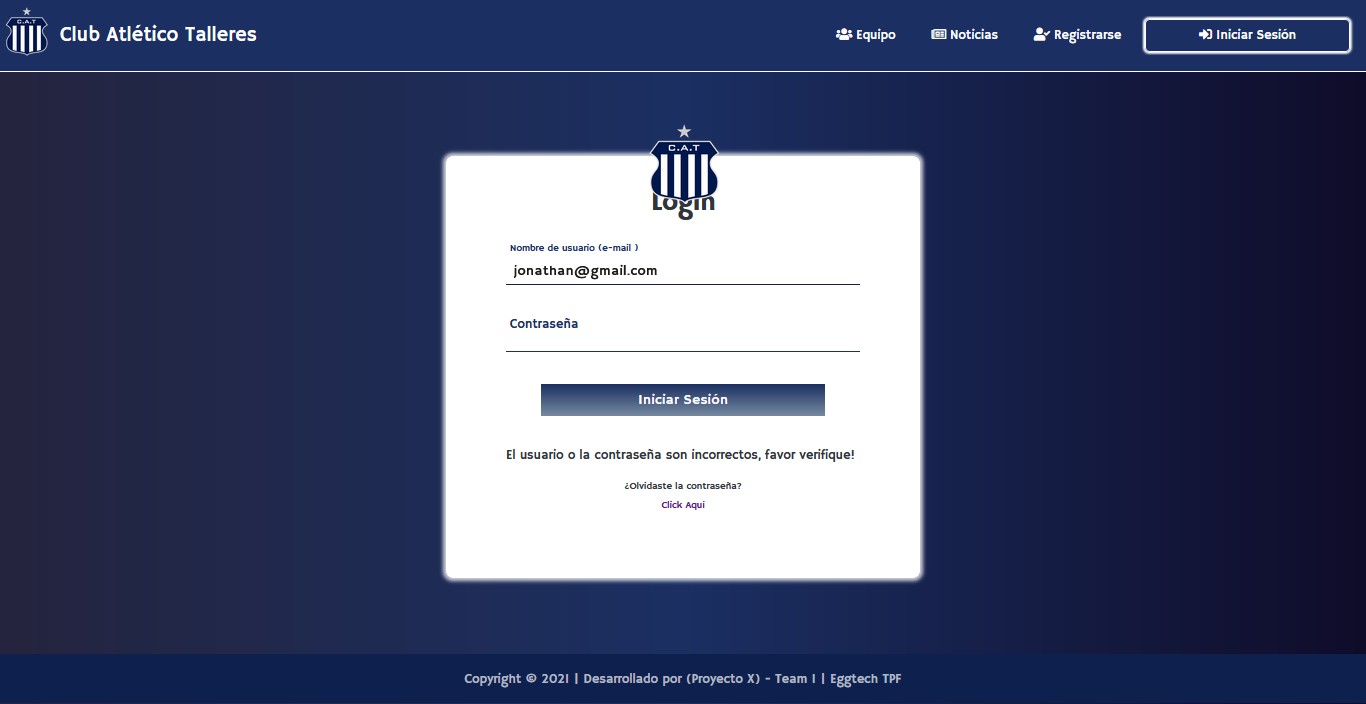 C.A.T
Club Atlético Talleres
Equipo
Noticias
Registrarse
Iniciar Sesión
C.A.T
Login
Nombre de usuario (e-mail )
jonathan@gmail.com
Contraseña
Iniciar Sesión
El usuario o la contraseña son incorrectos, favor verifique!
¿Olvidaste la contraseña?
Click Aquí
Copyright © 2021 | Desarrollado por (Proyecto X) - Team 1 | Eggtech TPF